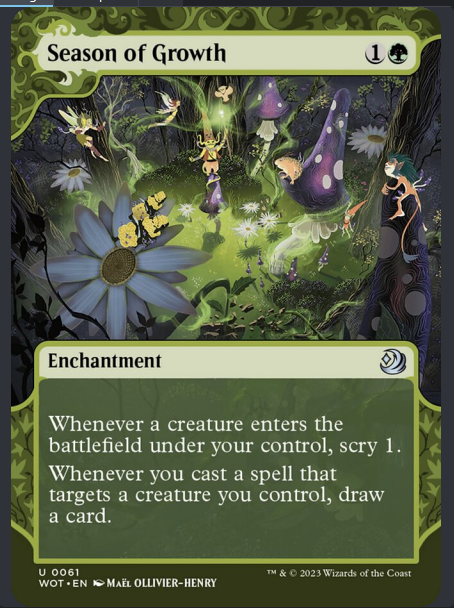 Season of Growth 1
Enchantment
Whenever a creature enters the
battlefield under your control, scry 1.
Whenever you cast a spell that
targets a creature you control, draw
a card.
U 0061
WOT • EN MAËL OLLIVIER-HENRY
™ & © 2023 Wizards of the Coast